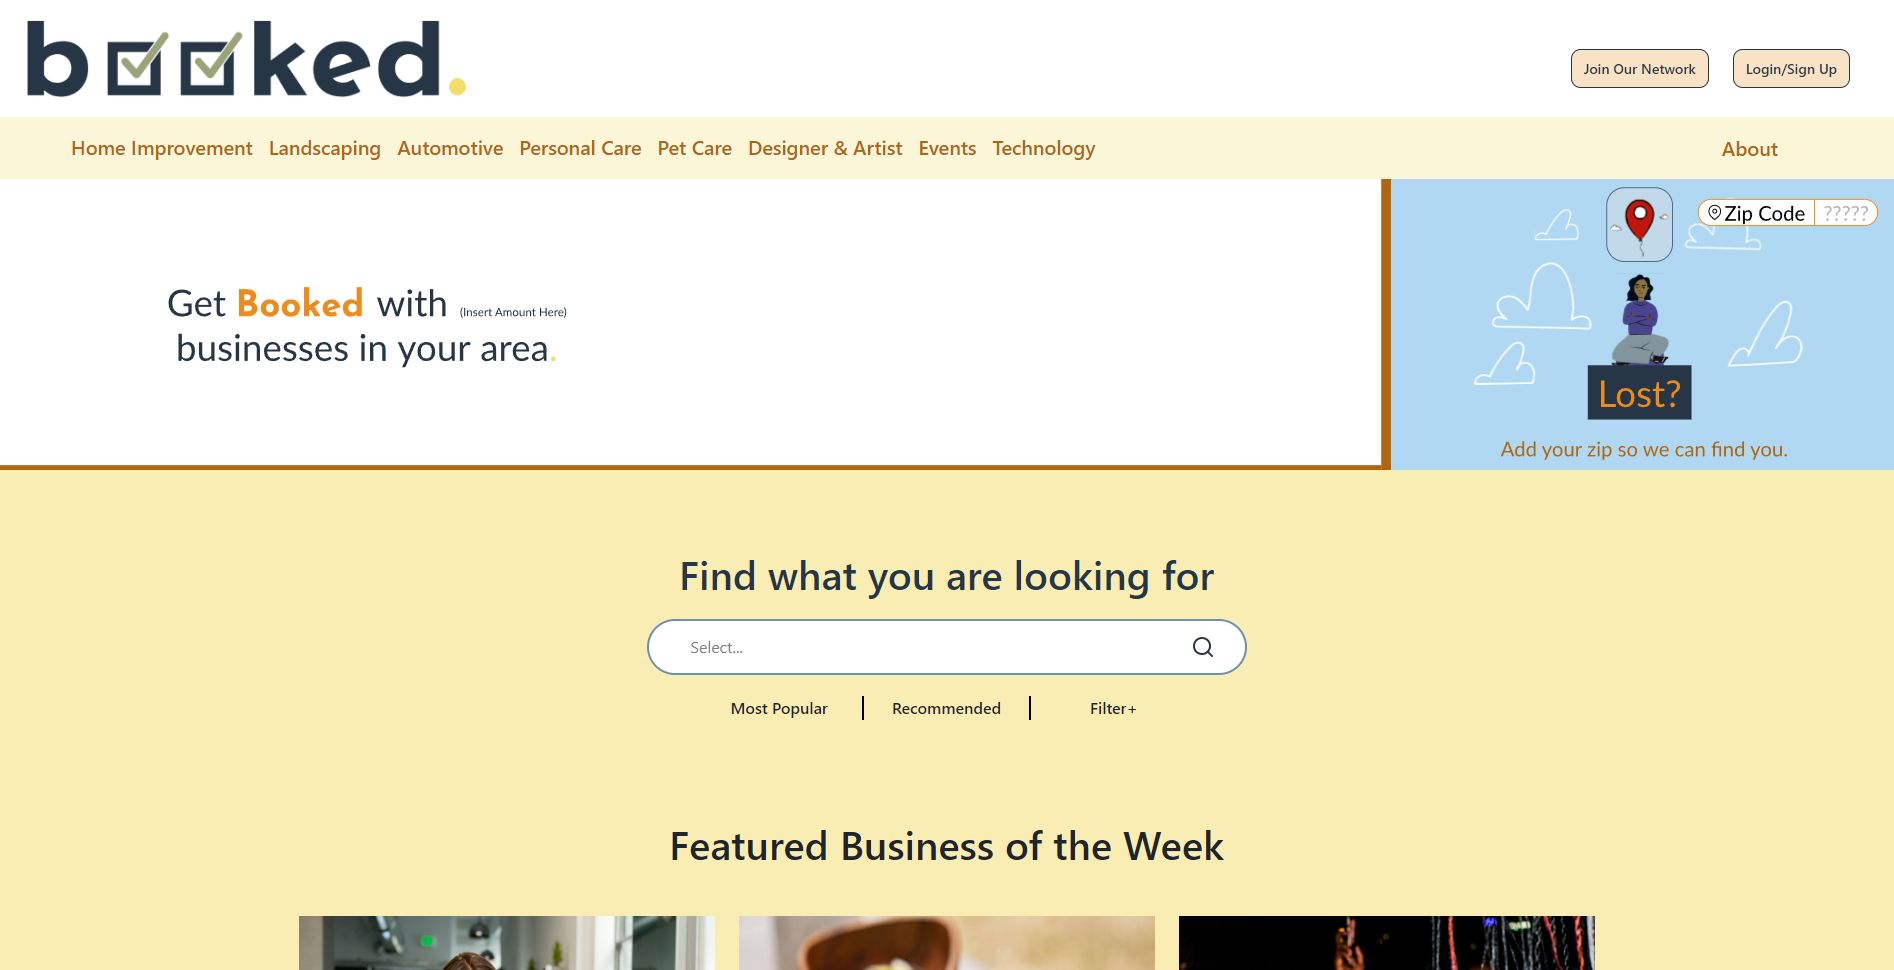 booked.
Join Our Network
Login/Sign Up
Home Improvement Landscaping Automotive Personal Care Pet Care Designer & Artist Events Technology
About
Get Booked with (Insert Amount Here)
businesses in your area.
Zip Code ?????
Lost?
Add your zip so we can find you.
Find what you are looking for
Select...
Most Popular
Recommended
Filter+
Featured Business of the Week